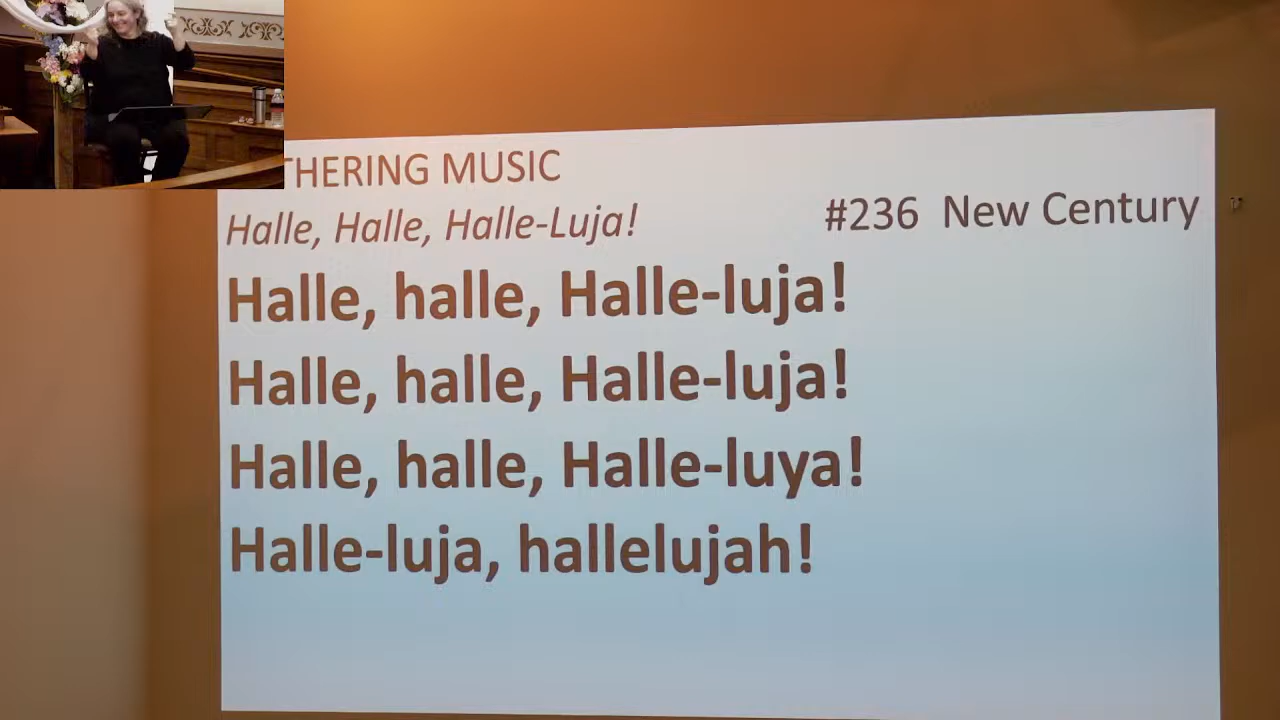 THERING MUSIC
Halle, Halle, Halle-Luja! #236 New Century
Halle, halle, Halle-luja!
Halle, halle, Halle-luja!
Halle, halle, Halle-luya!
Halle-luja, hallelujah!